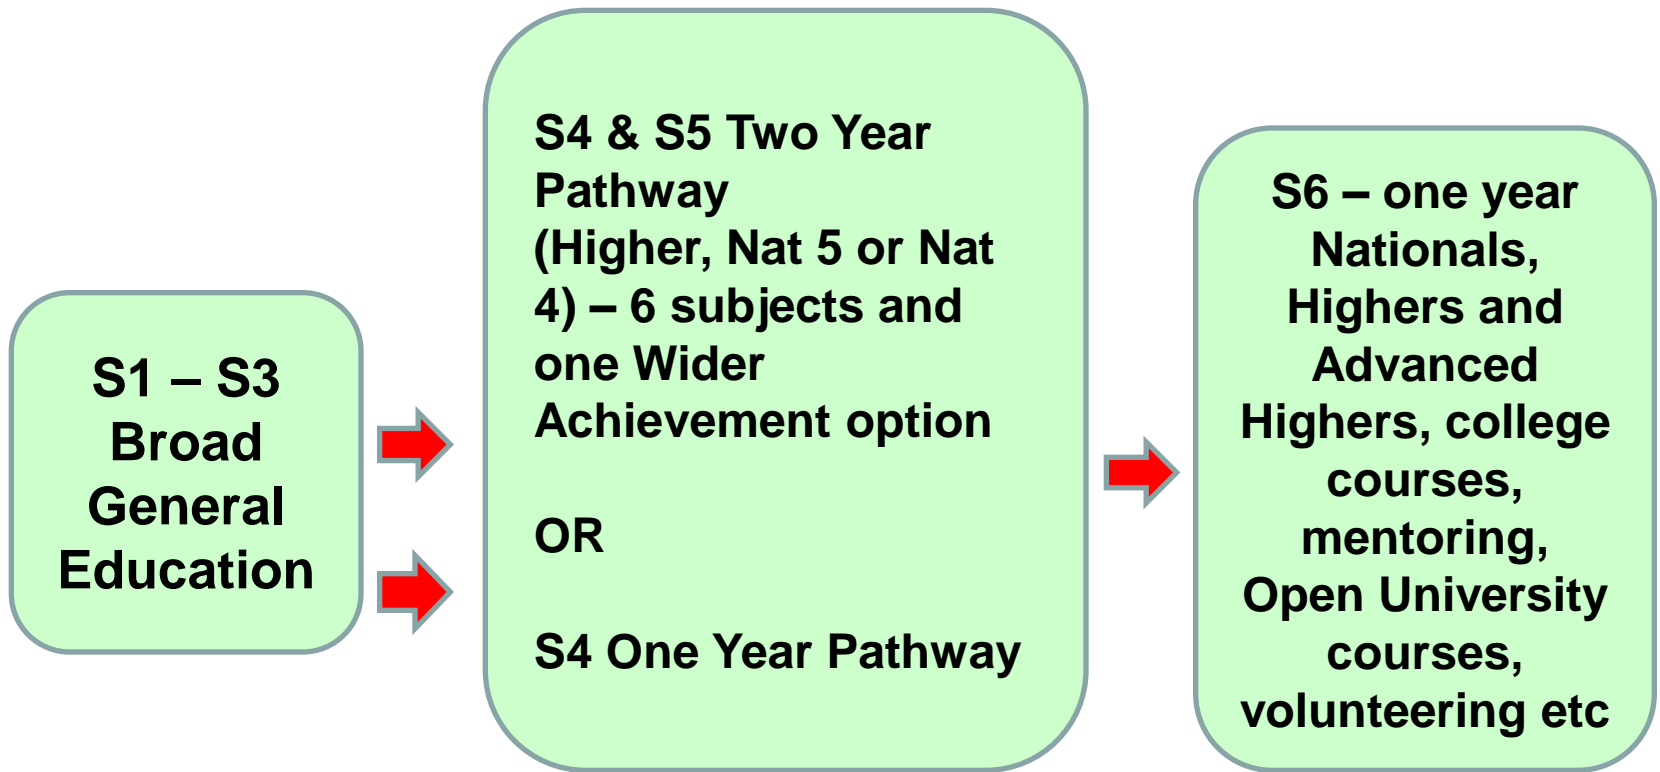 S1 – S3
Broad
General
Education
S4 & S5 Two Year
Pathway
(Higher, Nat 5 or Nat
4) – 6 subjects and
one Wider
Achievement option
OR
S4 One Year Pathway
S6 – one year
Nationals,
Highers and
Advanced
Highers, college
courses,
mentoring,
Open University
courses,
volunteering etc